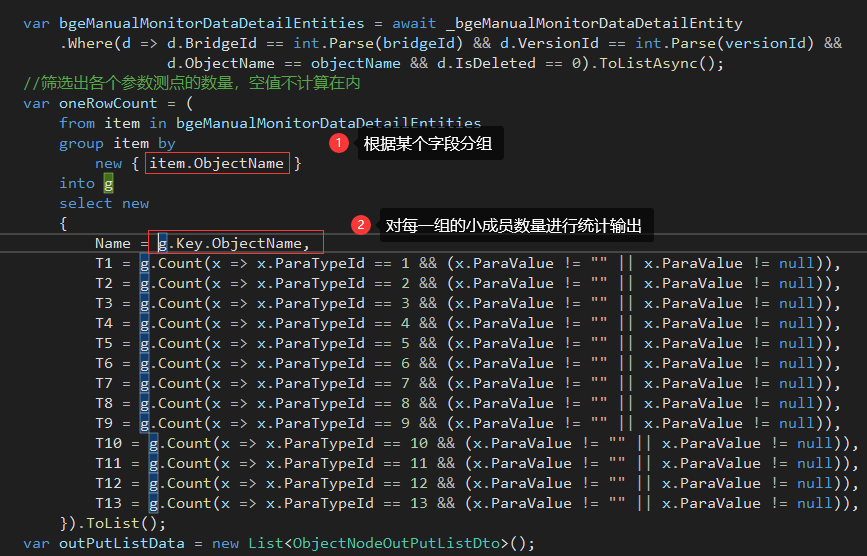 var bgeManualMonitorDataDetailEntities = await _bgeManualMonitorDataDetailEntity
.Where(d => d.BridgeId == int.Parse(bridgeId) && d.VersionId == int.Parse(versionId) &&
d.ObjectName == objectName && d.IsDeleted == 0).ToListAsync();
//筛选出各个参数测点的数量，空值不计算在内
var oneRowCount = (
from item in bgeManualMonitorDataDetailEntities
group item by
1 根据某个字段分组
new { item.ObjectName }
into g
select new
{
2 对每一组的小成员数量进行统计输出
Name = g.Key.ObjectName,
T1 = g.Count(x => x.ParaTypeId == 1 && (x.ParaValue != "" || x.ParaValue != null)),
T2 = g.Count(x => x.ParaTypeId == 2 && (x.ParaValue != "" || x.ParaValue != null)),
T3 = g.Count(x => x.ParaTypeId == 3 && (x.ParaValue != "" || x.ParaValue != null)),
T4 = g.Count(x => x.ParaTypeId == 4 && (x.ParaValue != "" || x.ParaValue != null)),
T5 = g.Count(x => x.ParaTypeId == 5 && (x.ParaValue != "" || x.ParaValue != null)),
T6 = g.Count(x => x.ParaTypeId == 6 && (x.ParaValue != "" || x.ParaValue != null)),
T7 = g.Count(x => x.ParaTypeId == 7 && (x.ParaValue != "" || x.ParaValue != null)),
T8 = g.Count(x => x.ParaTypeId == 8 && (x.ParaValue != "" || x.ParaValue != null)),
T9 = g.Count(x => x.ParaTypeId == 9 && (x.ParaValue != "" || x.ParaValue != null)),
T10 = g.Count(x => x.ParaTypeId == 10 && (x.ParaValue != "" || x.ParaValue != null)),
T11 = g.Count(x => x.ParaTypeId == 11 && (x.ParaValue != "" || x.ParaValue != null)),
T12 = g.Count(x => x.ParaTypeId == 12 && (x.ParaValue != "" || x.ParaValue != null)),
T13 = g.Count(x => x.ParaTypeId == 13 && (x.ParaValue != "" || x.ParaValue != null)),
}).ToList();
var outPutListData = new List<ObjectNodeOutPutListDto>();